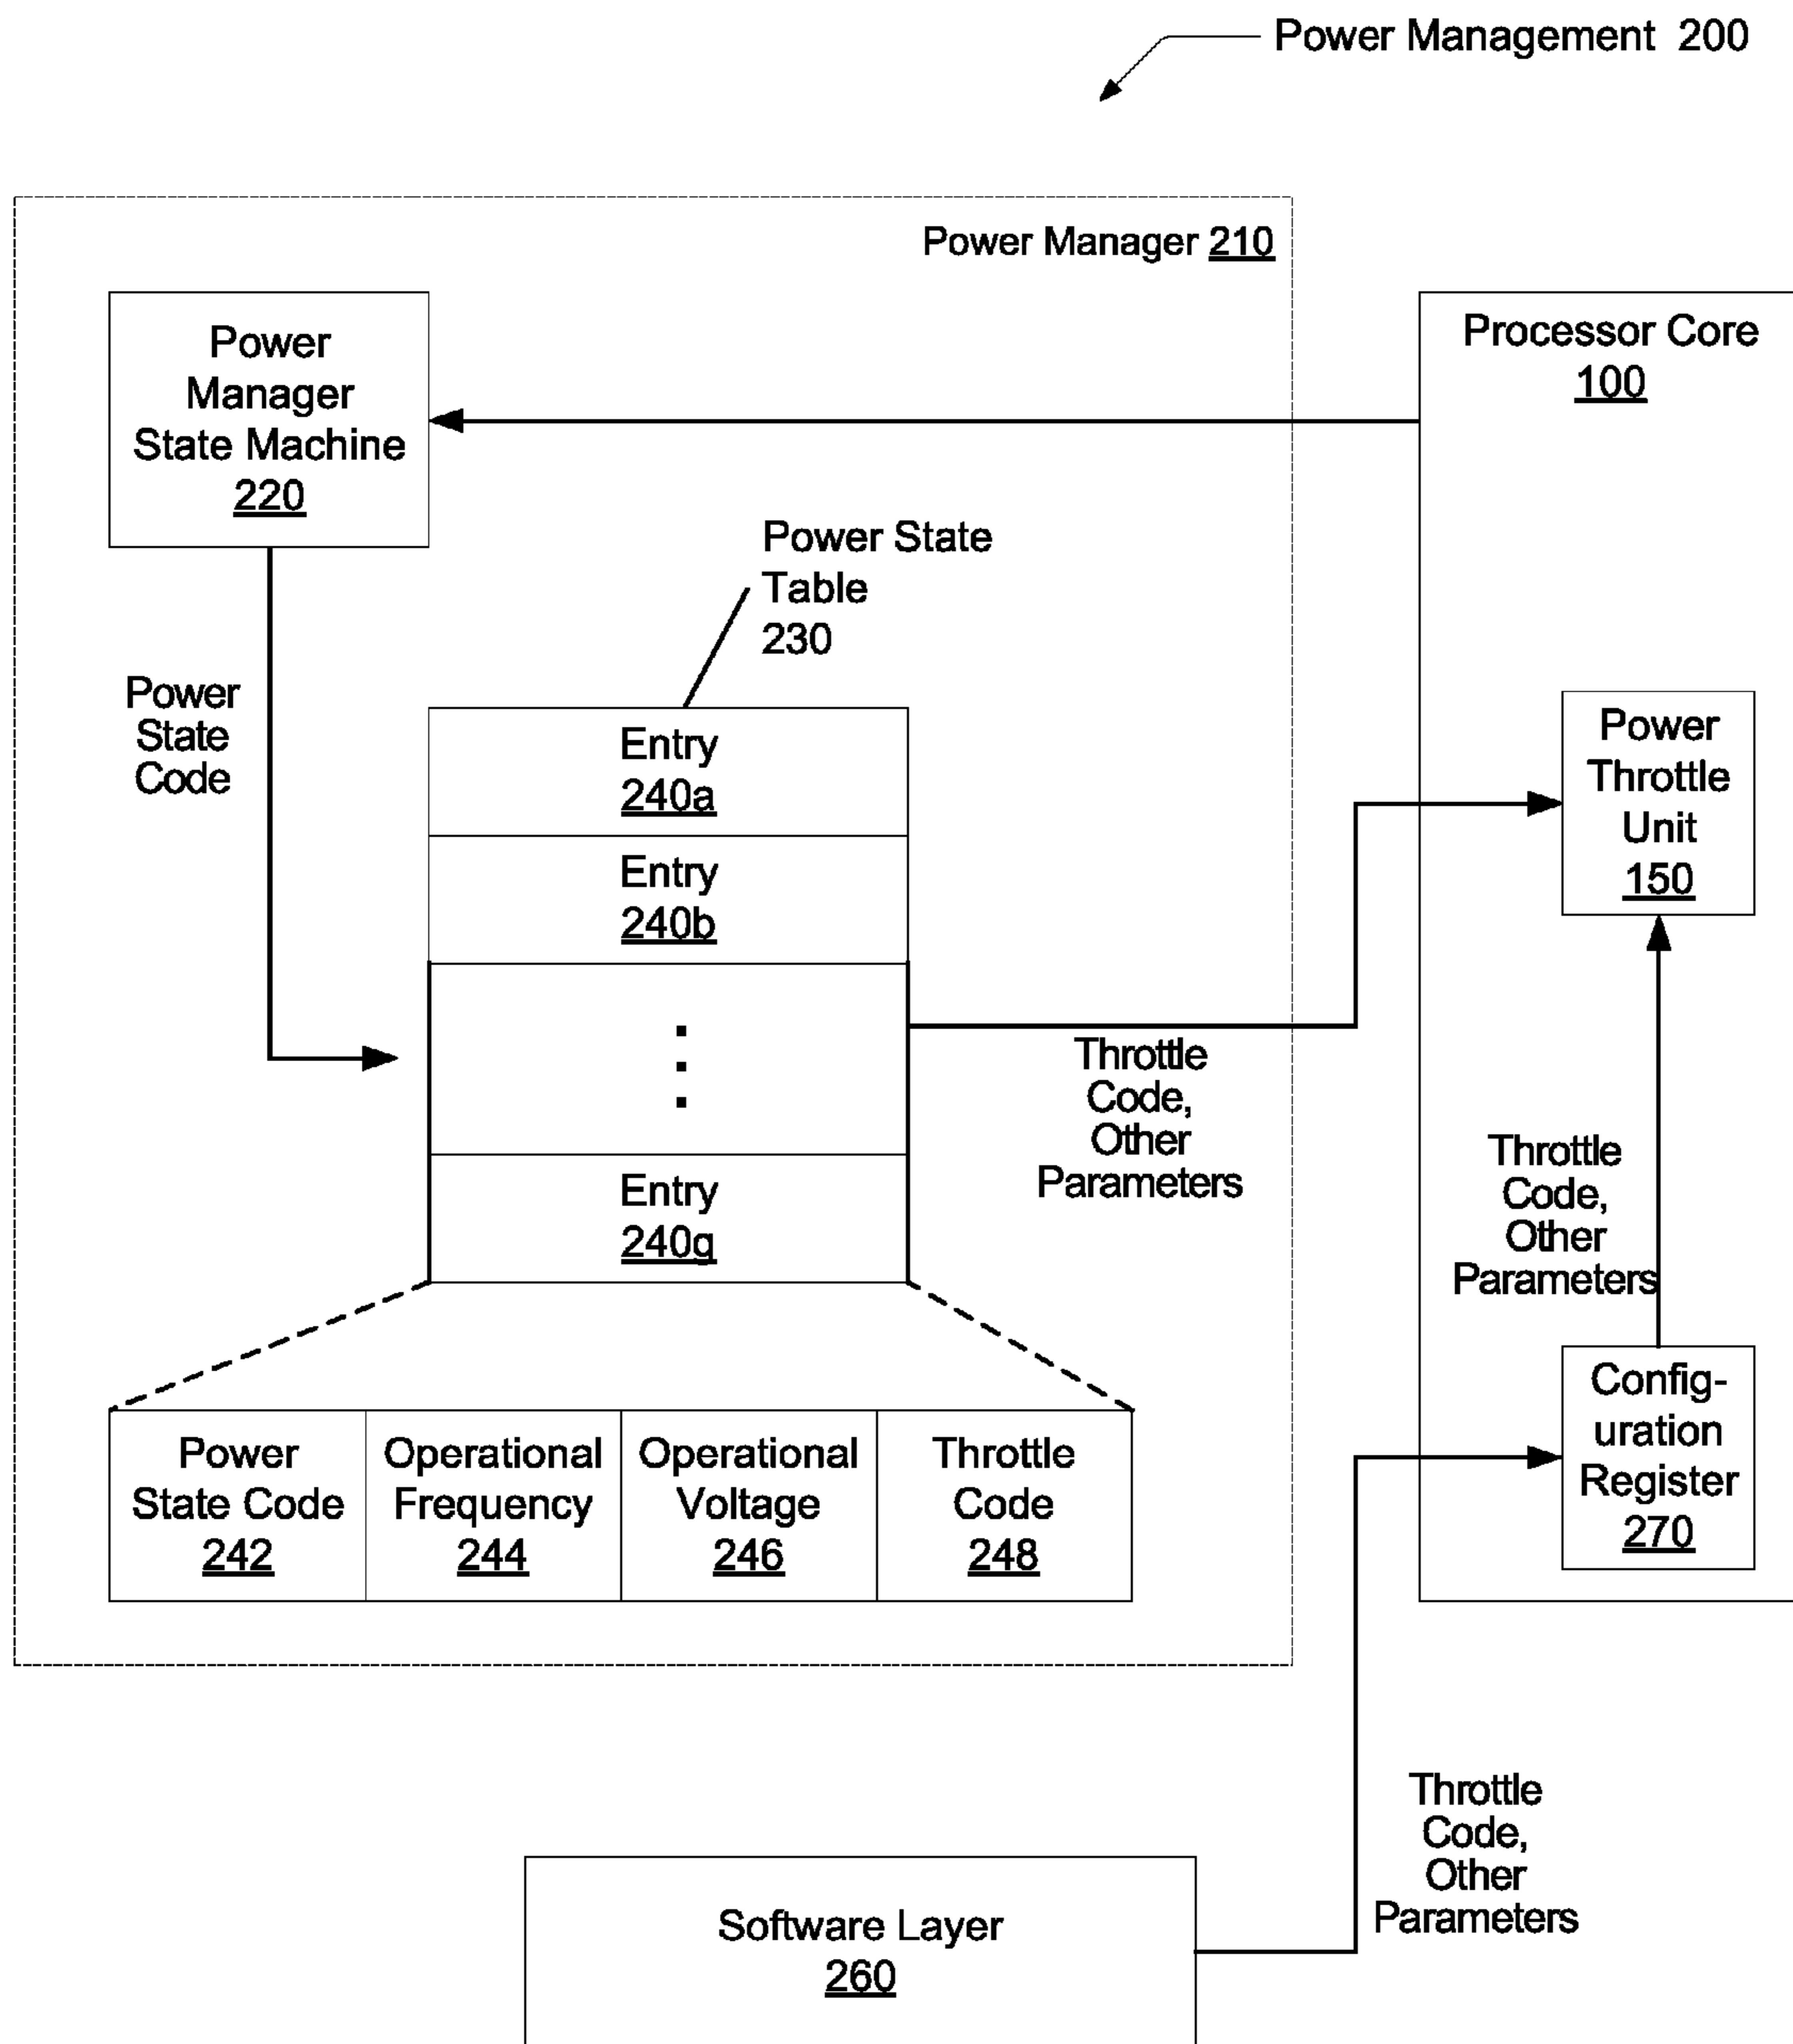 Power Management 200
Power Manager 210
Power
Manager
State Machine
220
Processor Core
100
Power State
Table
230
Power
State
Code
Entry
240a
Entry
240b
Entry
240g
Throttle
Code,
Other
Parameters
Power
Throttle
Unit
150
Throttle
Code,
Other
Parameters
Config-
uration
Register
270
Power
State Code
242
Operational
Frequency
244
Operational
Voltage
246
Throttle
Code
248
Throttle
Code,
Other
Parameters
Software Layer
260